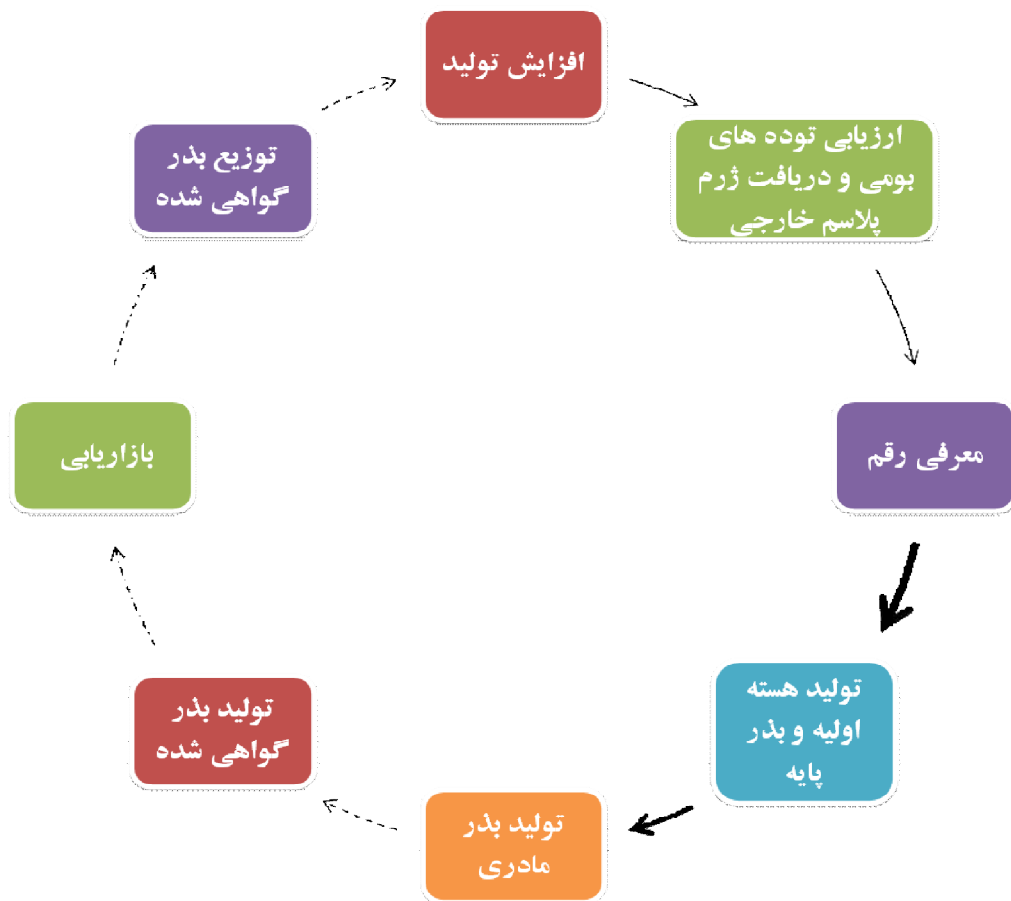 افزایش تولید
ارزیابی توده های
بومی و دریافت ژرم
پلاسم خارجی
معرفی رقم
تولید هسته
اولیه و بذر
پایه
تولید بذر
مادری
تولید بذر
گواهی شده
بازاریابی
توزیع بذر
گواهی شده